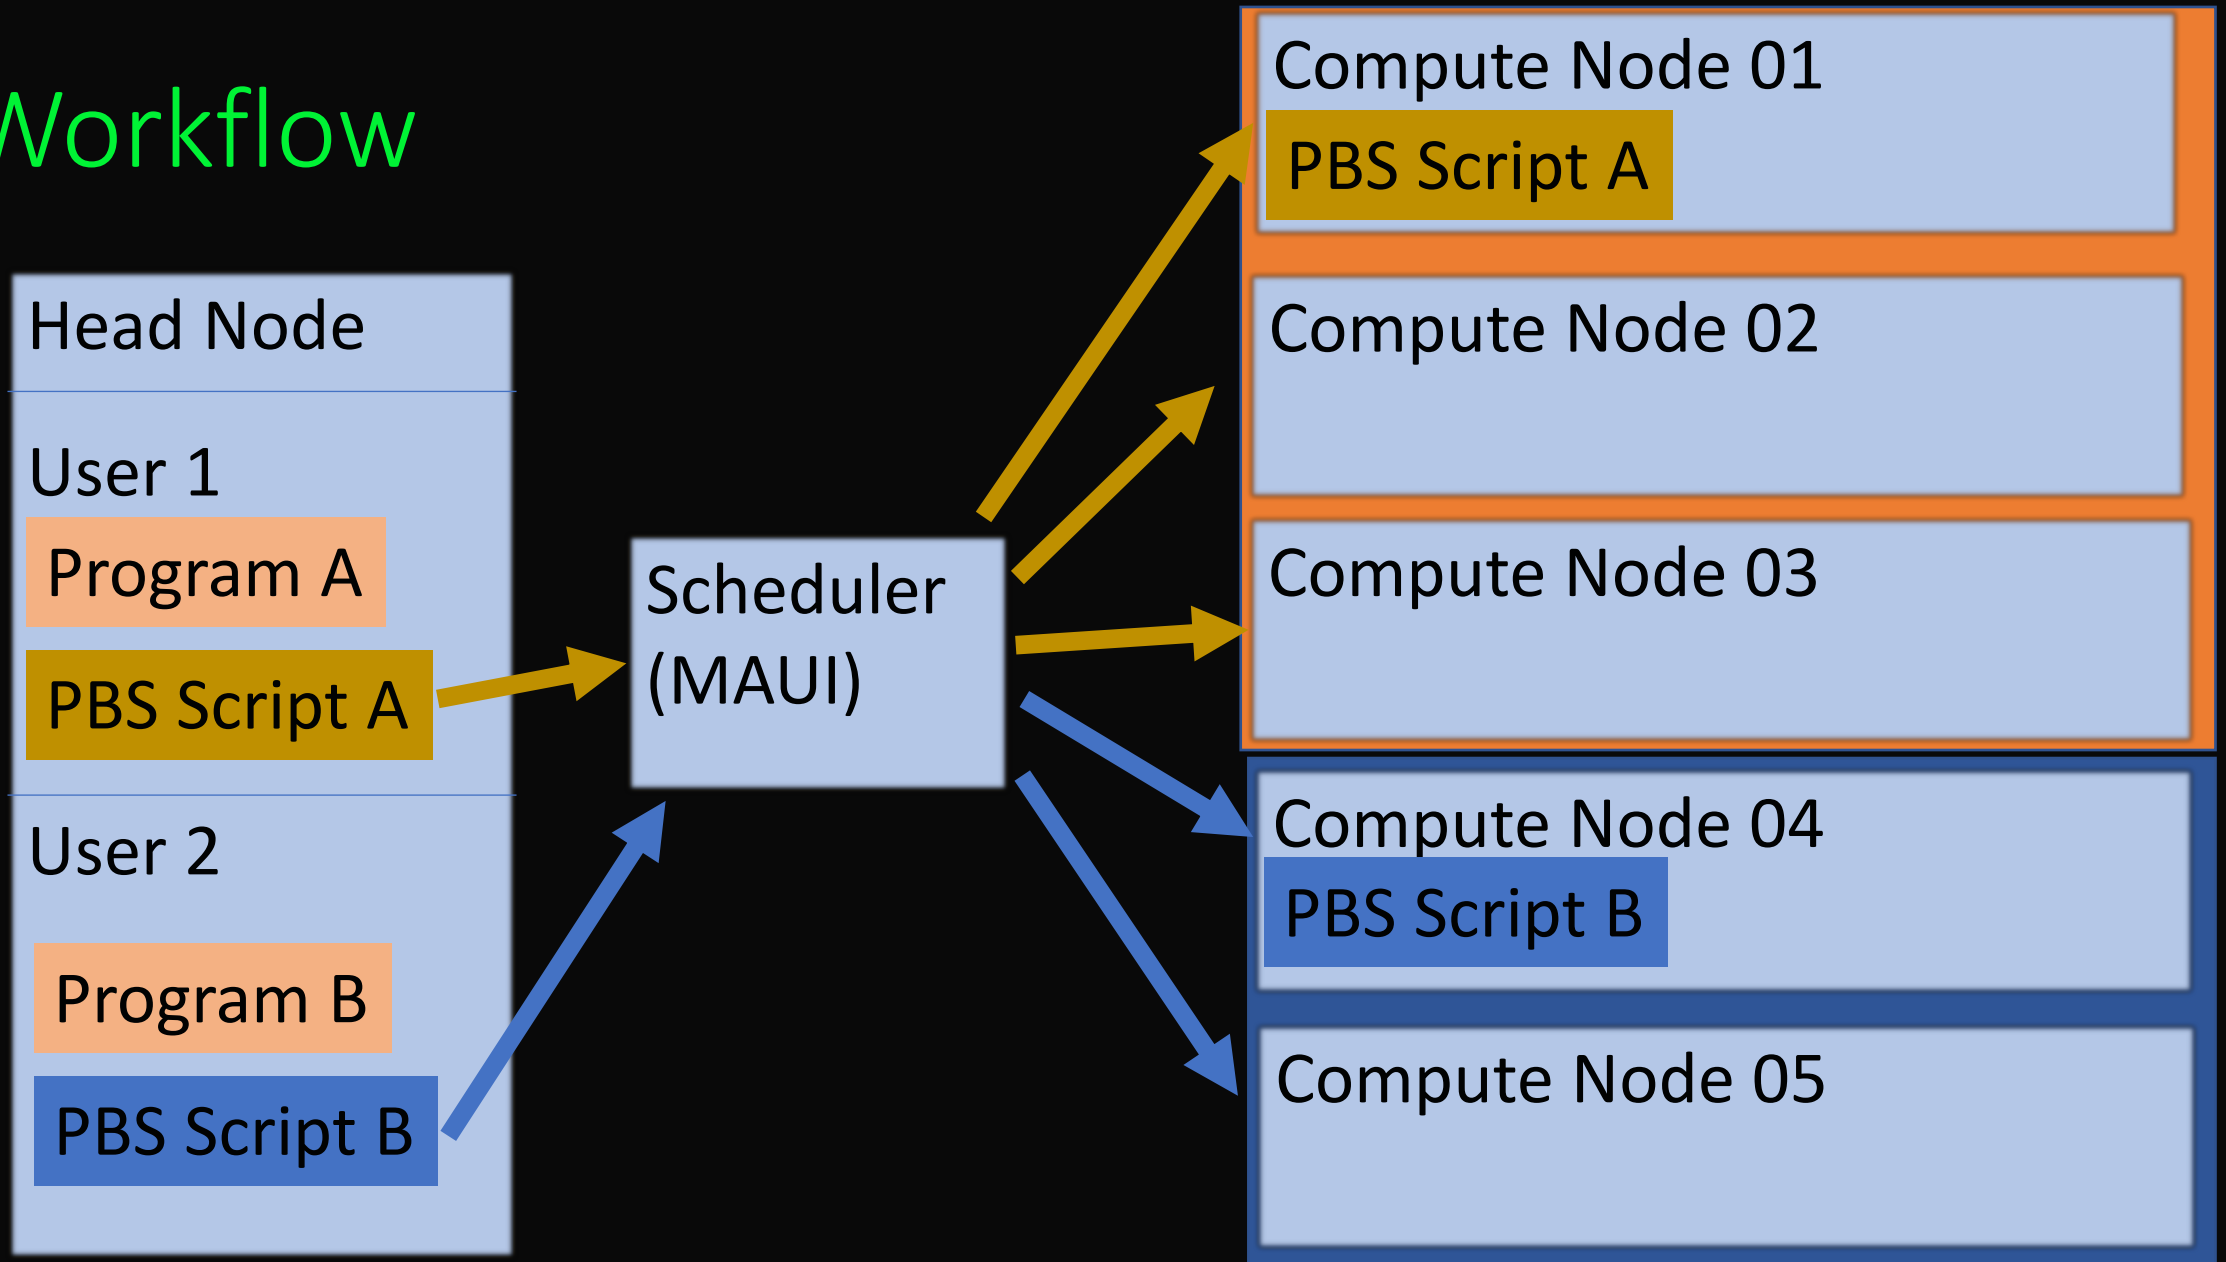 Workflow
Head Node
User 1
Program A
PBS Script A
User 2
Program B
PBS Script B
Scheduler
(MAUI)
Compute Node 01
PBS Script A
Compute Node 02
Compute Node 03
Compute Node 04
PBS Script B
Compute Node 05